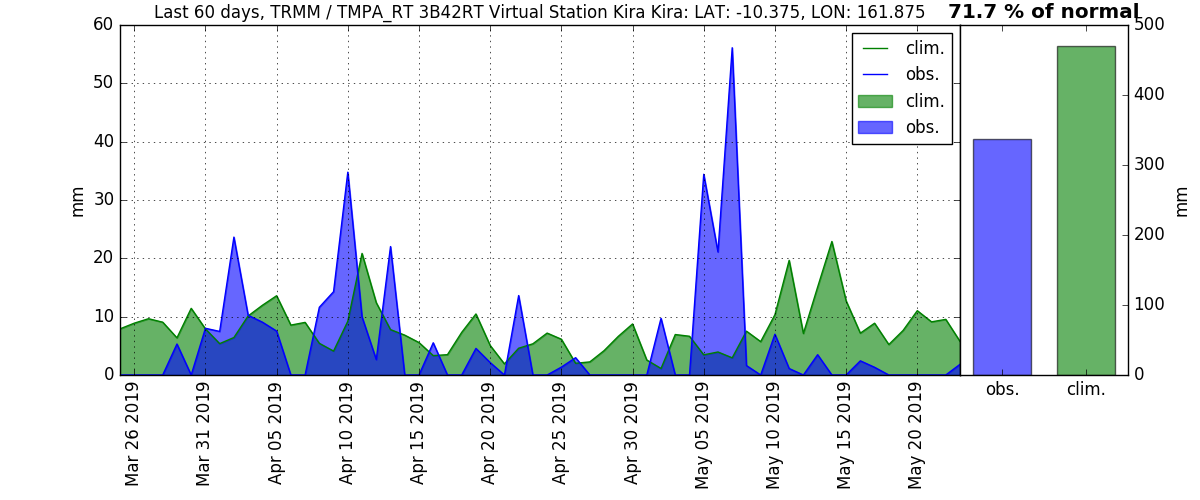 Last 60 days, TRMM / TMPA_RT 3B42RT Virtual Station Kira Kira: LAT: -10.375, LON: 161.875
71.7 % of normal
60
50
40
30
20
10
0
mm
clim.
obs.
clim.
obs.
500
400
300
200
100
0
mm
Mar 26 2019
Mar 31 2019
Apr 05 2019
Apr 10 2019
Apr 15 2019
Apr 20 2019
Apr 25 2019
Apr 30 2019
May 05 2019
May 10 2019
May 15 2019
May 20 2019
obs.
clim.